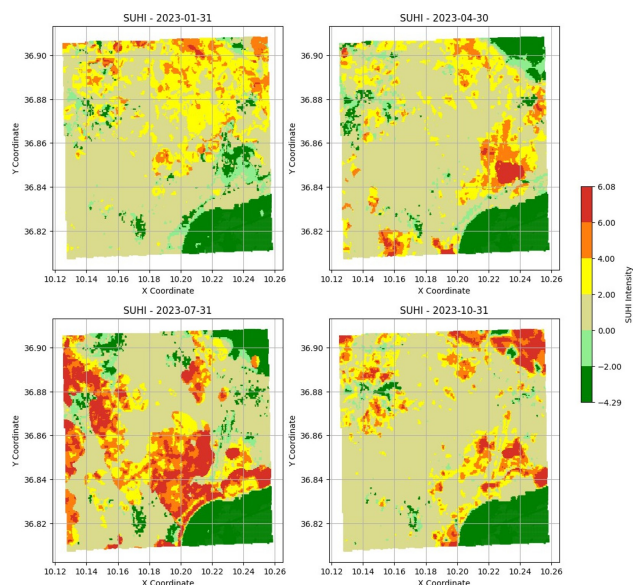 SUHI - 2023-01-31
36.90
36.88
36.86
36.84
36.82
Y Coordinate
10.12 10.14 10.16 10.18 10.20 10.22 10.24 10.26
X Coordinate
SUHI - 2023-04-30
36.90
36.88
36.86
36.84
36.82
Y Coordinate
10.12 10.14 10.16 10.18 10.20 10.22 10.24 10.26
X Coordinate
SUHI - 2023-07-31
36.90
36.88
36.86
36.84
36.82
Y Coordinate
10.12 10.14 10.16 10.18 10.20 10.22 10.24 10.26
X Coordinate
SUHI - 2023-10-31
36.90
36.88
36.86
36.84
36.82
Y Coordinate
10.12 10.14 10.16 10.18 10.20 10.22 10.24 10.26
X Coordinate
6.08
6.00
4.00
2.00
0.00
−2.00
−4.29
SUHI Intensity